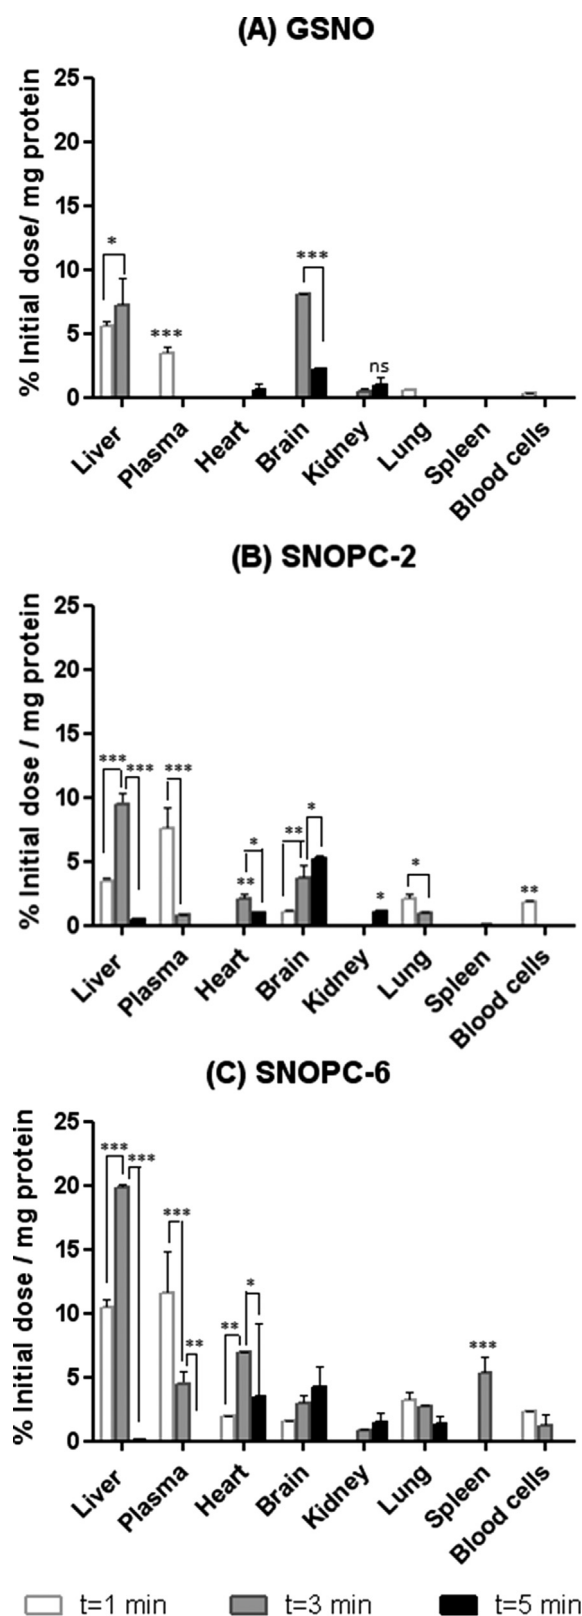 (A) GSNO
% Initial dose/ mg protein
25
20
15
10
5
0
*
***
***
ns
Liver
Plasma
Heart
Brain
Kidney
Lung
Spleen
Blood cells
(B) SNOPC-2
% Initial dose / mg protein
25
20
15
10
5
0
***
***
***
**
*
**
*
*
*
**
Liver
Plasma
Heart
Brain
Kidney
Lung
Spleen
Blood cells
(C) SNOPC-6
% Initial dose / mg protein
25
20
15
10
5
0
***
***
***
**
**
*
***
Liver
Plasma
Heart
Brain
Kidney
Lung
Spleen
Blood cells
t=1 min
t=3 min
t=5 min